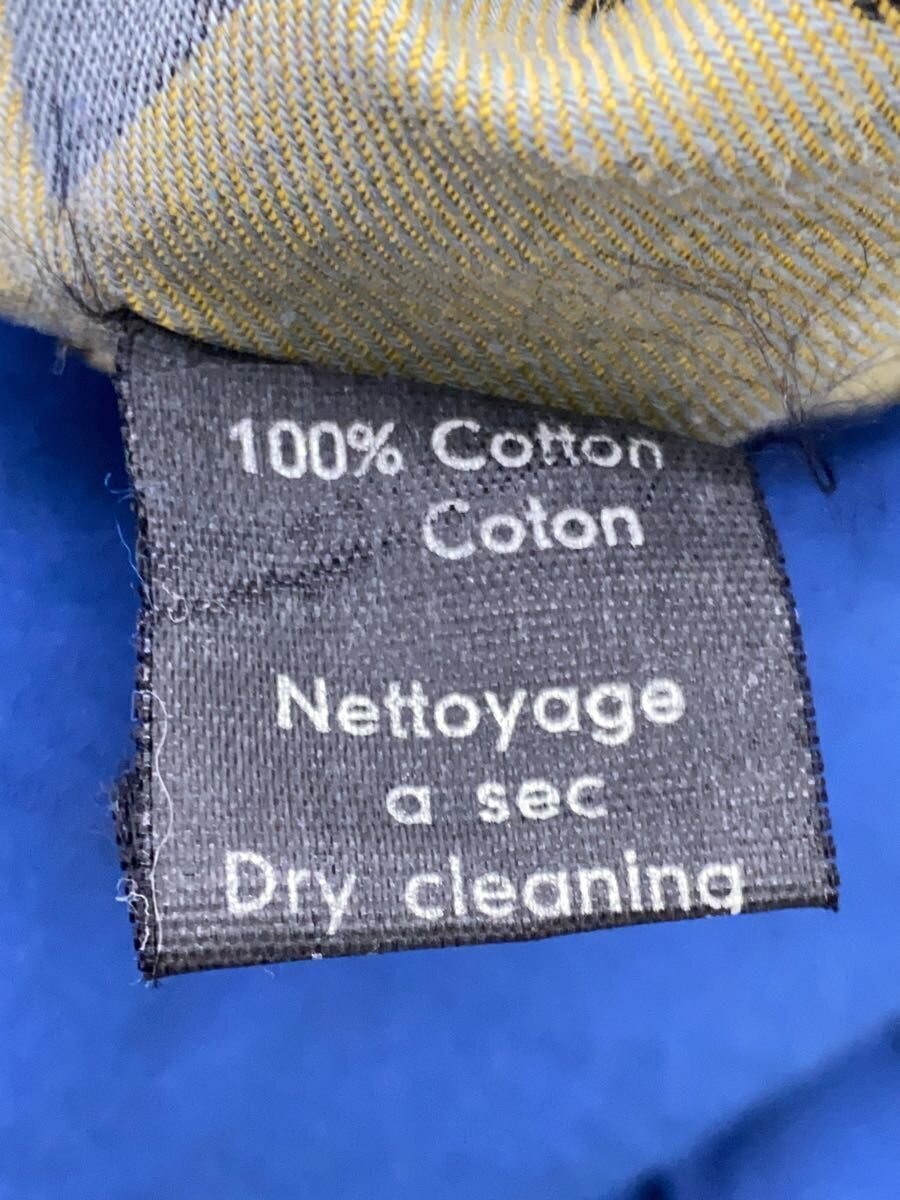 100% Cotton
Coton
Nettoyage
a sec
Dry cleaning